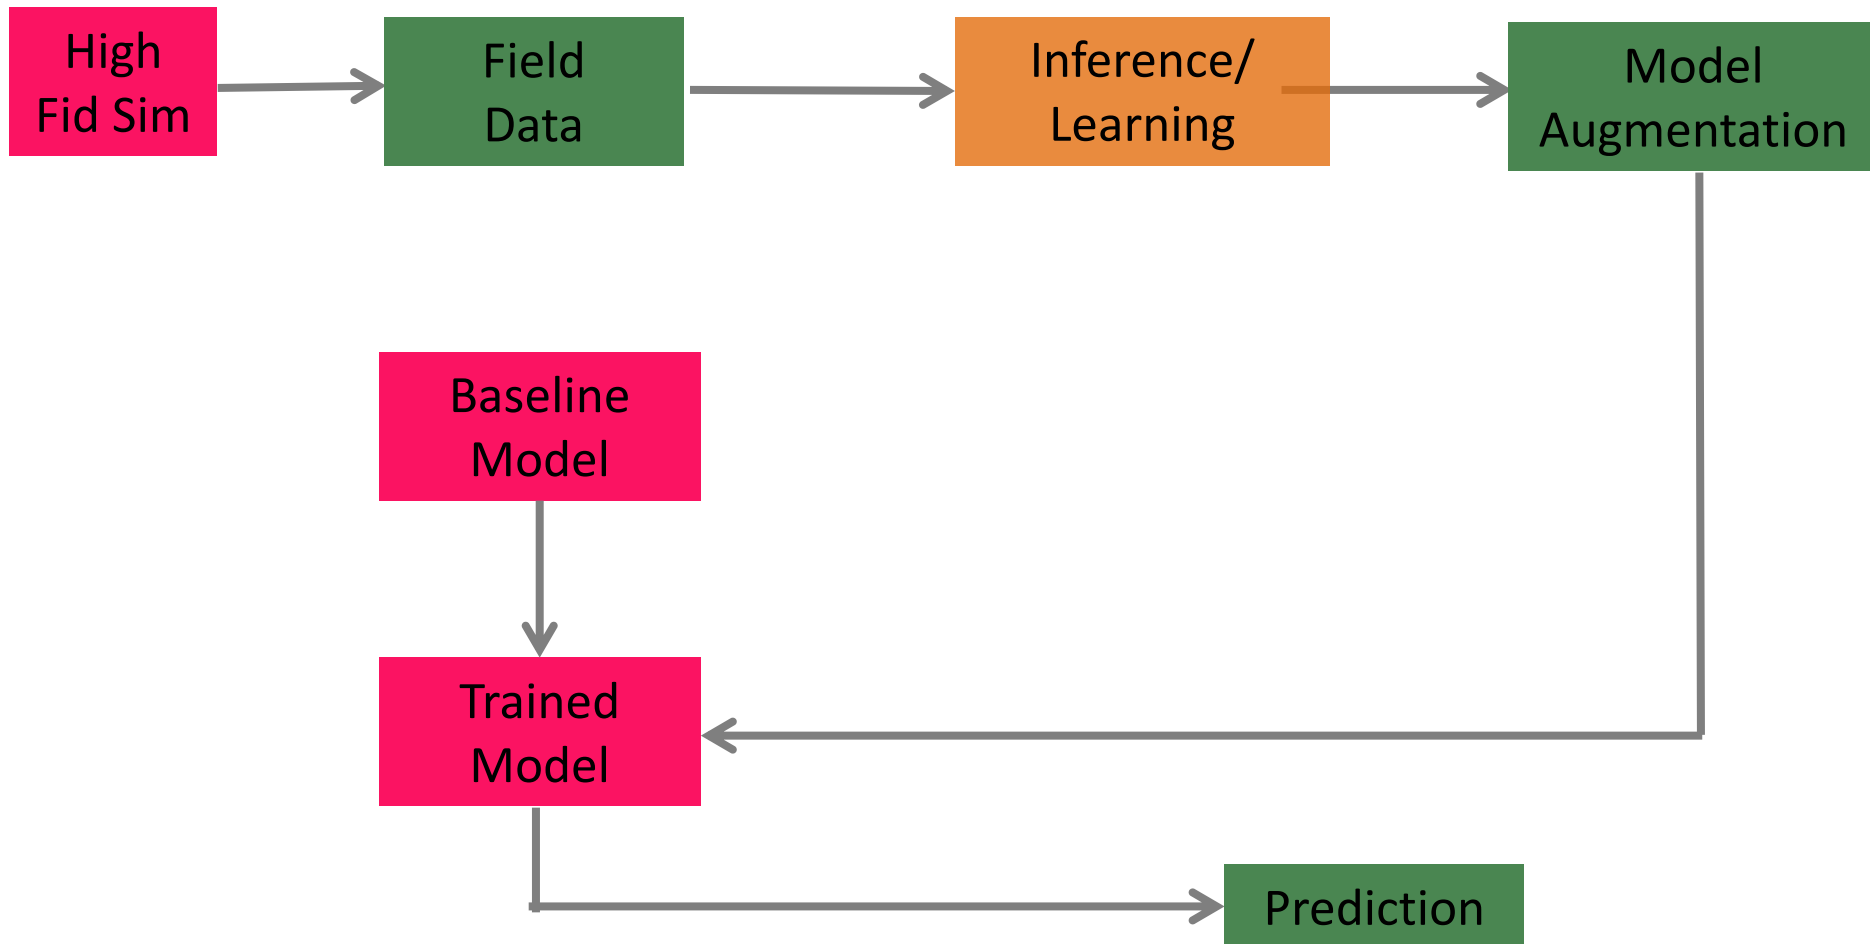 High
Fid Sim
Field
Data
Inference/
Learning
Model
Augmentation
Baseline
Model
Trained
Model
Prediction